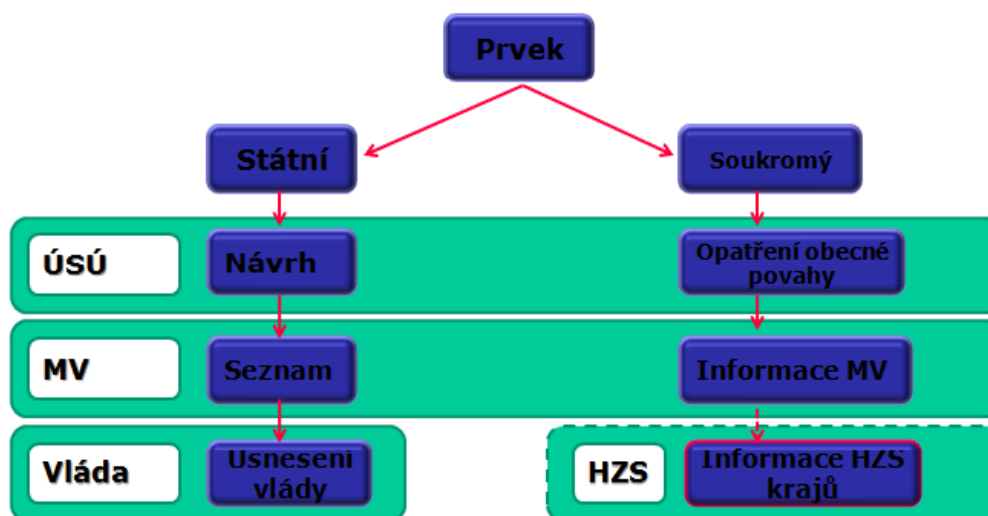 Prvek
Státní
Soukromý
ÚSÚ
Návrh
Opatření obecné
povahy
MV
Seznam
Informace MV
Vláda
Usnesení
vlády
HZS
Informace HZS
krajů